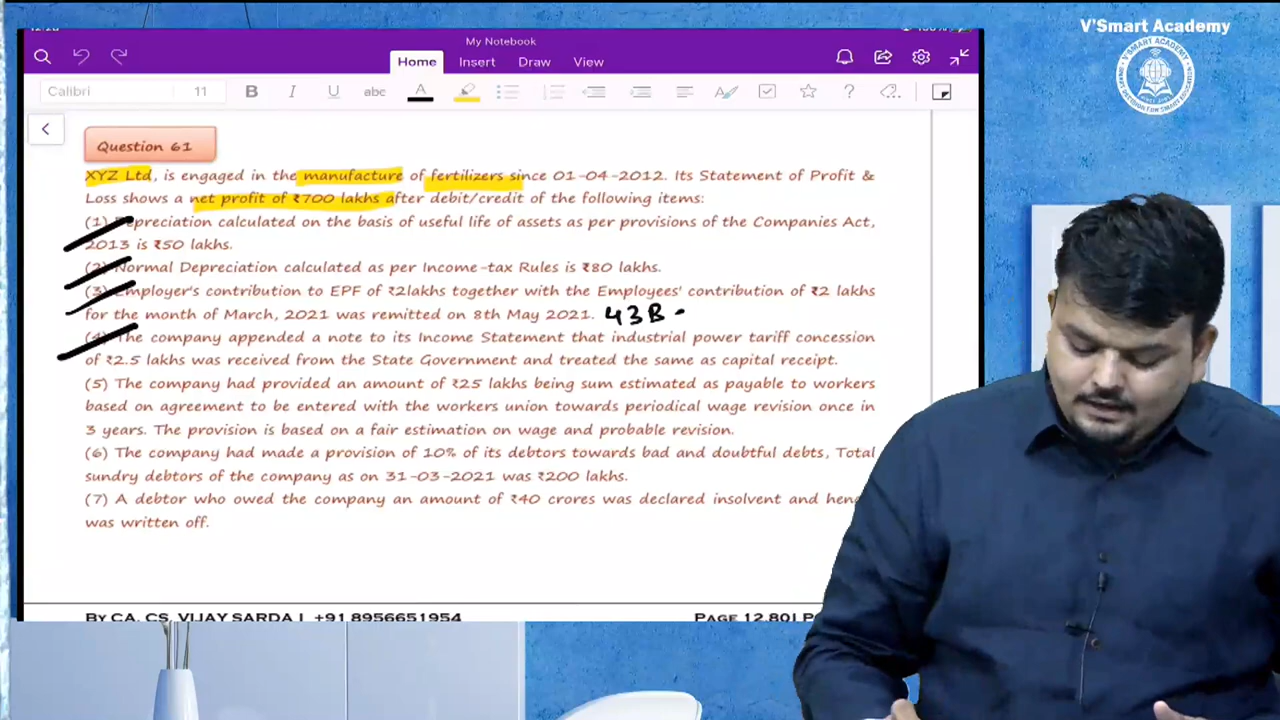 V'Smart Academy
My Notebook
Home Insert Draw View
Calibri 11 B I U abc A
Question 61
XYZ Ltd, is engaged in the manufacture of fertilizers since 01-04-2012. Its Statement of Profit &
Loss shows a net profit of ₹700 lakhs after debit/credit of the following items:
(1) Depreciation calculated on the basis of useful life of assets as per provisions of the Companies Act,
2013 is ₹50 lakhs.
(2) Normal Depreciation calculated as per Income-tax Rules is ₹80 lakhs.
(3) Employer's contribution to EPF of ₹2lakhs together with the Employees' contribution of ₹2 lakhs
for the month of March, 2021 was remitted on 8th May 2021. 43B
(4) The company appended a note to its Income Statement that industrial power tariff concession
of ₹2.5 lakhs was received from the State Government and treated the same as capital receipt.
(5) The company had provided an amount of ₹25 lakhs being sum estimated as payable to workers
based on agreement to be entered with the workers union towards periodical wage revision once in
3 years. The provision is based on a fair estimation on wage and probable revision.
(6) The company had made a provision of 10% of its debtors towards bad and doubtful debts, Total
sundry debtors of the company as on 31-03-2021 was ₹200 lakhs.
(7) A debtor who owed the company an amount of ₹40 crores was declared insolvent and
was written off.
By CA. CS. VIJAY SARDA | +91 8956651954
PAGE 12.80